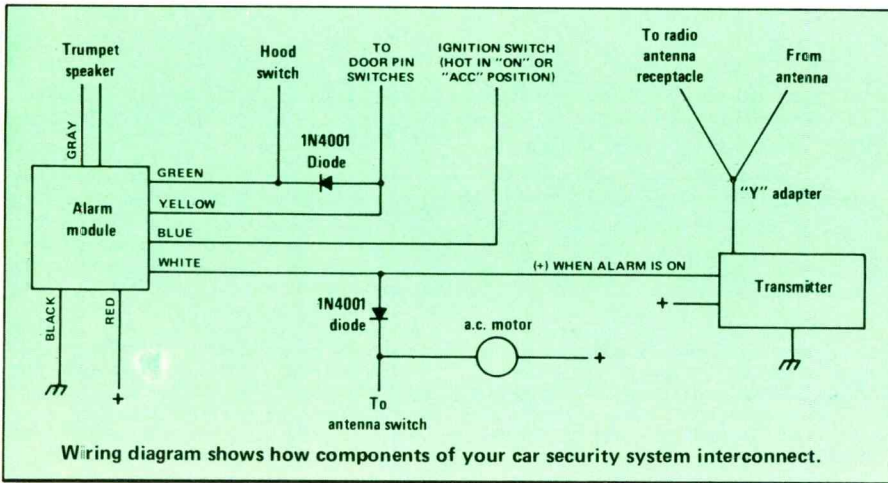 Trumpet
speaker
Hood
switch
TO
DOOR PIN
SWITCHES
IGNITION SWITCH
(HOT IN "ON" OR
"ACC" POSITION)
To radio
antenna
receptacle
From
antenna
GRAY
1N4001
Diode
GREEN
"Y" adapter
YELLOW
Alarm
module
BLUE
WHITE
(+) WHEN ALARM IS ON
Transmitter
+
1N4001
diode
a.c. motor
BLACK
RED
+
+
To
antenna switch
Wiring diagram shows how components of your car security system interconnect.